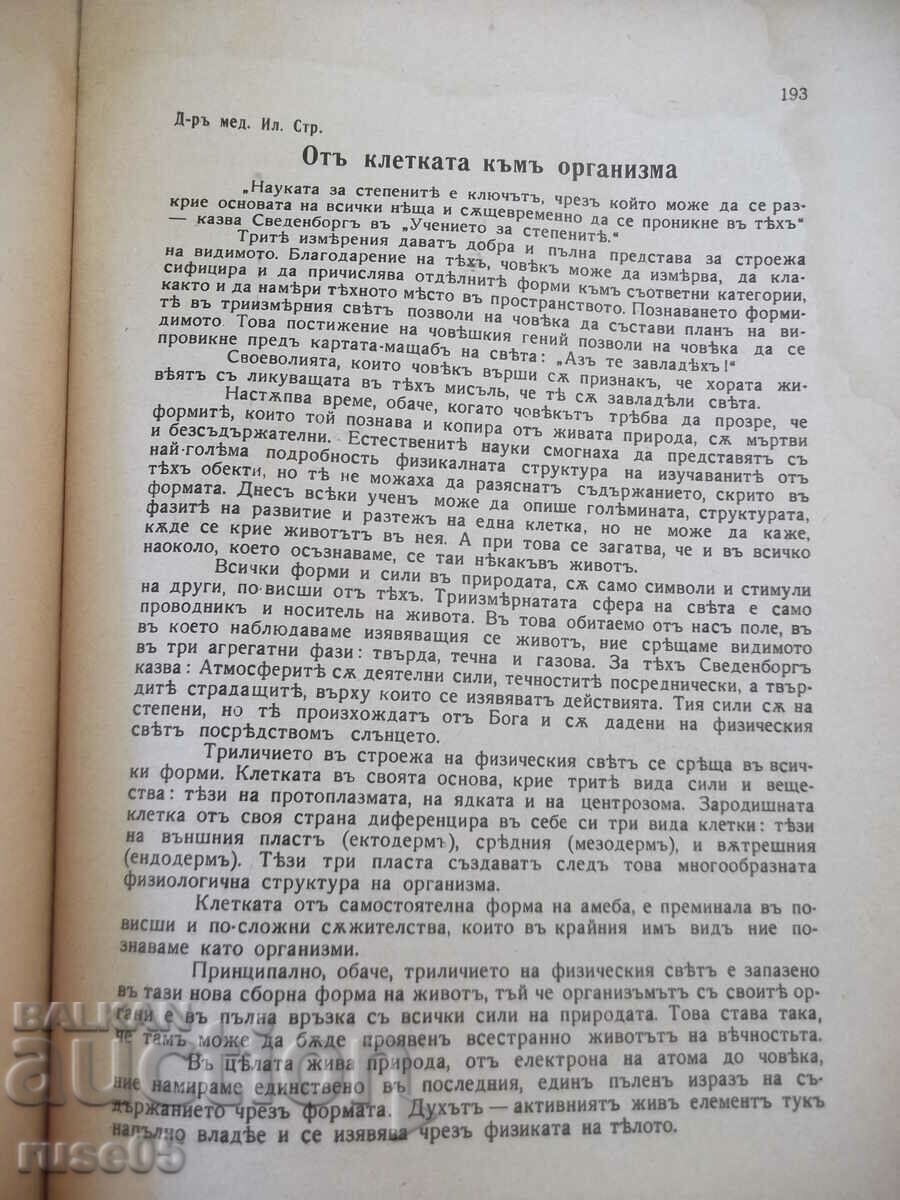 193
Д-ръ мед. Ил. Стр.
Отъ клетката къмъ организма
„Науката за степенитѣ е ключътъ, чрезъ който може да се раз-
крие основата на всички нѣща и сѫщевременно да се проникне въ тѣхъ“
— казва Сведенборгъ въ „Учението за степенитѣ.“
Тритѣ измѣрения даватъ добра и пълна представа за строежа
на видимото. Благодарение на тѣхъ, човѣкъ може да измѣрва, да кла-
сифицира и да причислява отдѣлнитѣ форми къмъ съответни категории,
както и да намѣри тѣхното мѣсто въ пространството. Познаването форми-
тѣ въ триизмѣрния свѣтъ позволи на човѣка да състави планъ на ви-
димото. Това постижение на човѣшкия гений позволи на човѣка да се
провикне предъ картата-мащабъ на свѣта: „Азъ те завладѣхъ!“
Своеволията, които човѣкъ върши сѫ признакъ, че хората жи-
вѣятъ съ ликуващата въ тѣхъ мисъль, че тѣ сѫ завладѣли свѣта.
Настѫпва време, обаче, когато човѣкътъ трѣбва да прозре, че
формитѣ, които той познава и копира отъ живата природа, сѫ мъртви
и безсъдържателни. Естественитѣ науки смогнаха да представятъ съ
най-голѣма подробность физикалната структура на изучаванитѣ отъ
тѣхъ обекти, но тѣ не можаха да разяснатъ съдържанието, скрито въ
формата. Днесъ всѣки ученъ може да опише голѣмината, структурата,
фазитѣ на развитие и разтежъ на една клетка, но не може да каже,
кѫде се крие животътъ въ нея. А при това се загатва, че и въ всичко
наоколо, което осъзнаваме, се таи нѣкакъвъ животъ.
Всички форми и сили въ природата, сѫ само символи и стимули
на други, по-висши отъ тѣхъ. Триизмѣрнатата сфера на свѣта е само
проводникъ и носитель на живота. Въ това обитаемо отъ насъ поле, въ
въ което наблюдаваме изявяващия се животъ, ние срѣщаме видимото
въ три агрегатни фази: твърда, течна и газова. За тѣхъ Сведенборгъ
казва: Атмосферитѣ сѫ деятелни сили, течноститѣ посреднически, а твър-
дитѣ страдащитѣ, върху които се изявяватъ действията. Тия сили сѫ на
степени, но тѣ произхождатъ отъ Бога и сѫ дадени на физическия
свѣтъ посрѣдствомъ слънцето.
Триличието въ строежа на физическия свѣтъ се срѣща въ всич-
ки форми. Клетката въ своята основа, крие тритѣ вида сили и веще-
ства: тѣзи на протоплазмата, на ядката и на центрозома. Зародишната
клетка отъ своя страна диференцира въ себе си три вида клетки: тѣзи
на външния пластъ (ектодермъ), срѣдния (мезодермъ), и вѫтрешния
(ендодермъ). Тѣзи три пласта създаватъ следъ това многообразната
физиологична структура на организма.
Клетката отъ самостоятелна форма на амеба, е преминала въ по-
висши и по-сложни сѫжителства, които въ крайния имъ видъ ние по-
знаваме като организми.
Принципално, обаче, триличието на физическия свѣтъ е запазено
въ тази нова сборна форма на животъ, тъй че организъмътъ съ своитѣ ор-
гани е въ пълна връзка съ всички сили на природата. Това става така,
че тамъ може да бѫде проявенъ всестранно животътъ на вѣчностьта.
Въ цѣлата жива природа, отъ електрона на атома до човѣка,
ние намираме единствено въ последния, единъ пъленъ изразъ на съ-
държанието чрезъ формата. Духътъ — активниятъ живъ елементъ тукъ
напълно владѣе и се изявява чрезъ физиката на тѣлото.
BALKAN
auction
ruse05